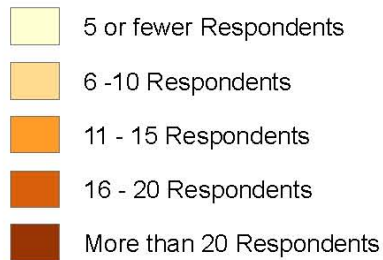 5 or fewer Respondents
6 -10 Respondents
11 - 15 Respondents
16 - 20 Respondents
More than 20 Respondents